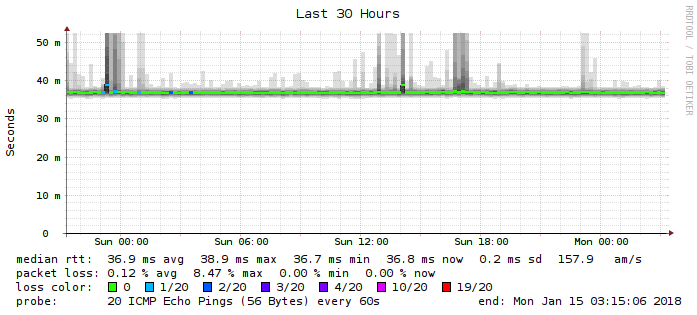 Last 30 Hours
RRDTOOL / TOBI OETIKER
Seconds
50 m
40 m
30 m
20 m
10 m
0
Sun 00:00 Sun 06:00 Sun 12:00 Sun 18:00 Mon 00:00
median rtt: 36.9 ms avg 38.9 ms max 36.7 ms min 36.8 ms now 0.2 ms sd 157.9 am/s
packet loss: 0.12 % avg 8.47 % max 0.00 % min 0.00 % now
loss color: 0 1/20 2/20 3/20 4/20 10/20 19/20
probe: 20 ICMP Echo Pings (56 Bytes) every 60s end: Mon Jan 15 03:15:06 2018